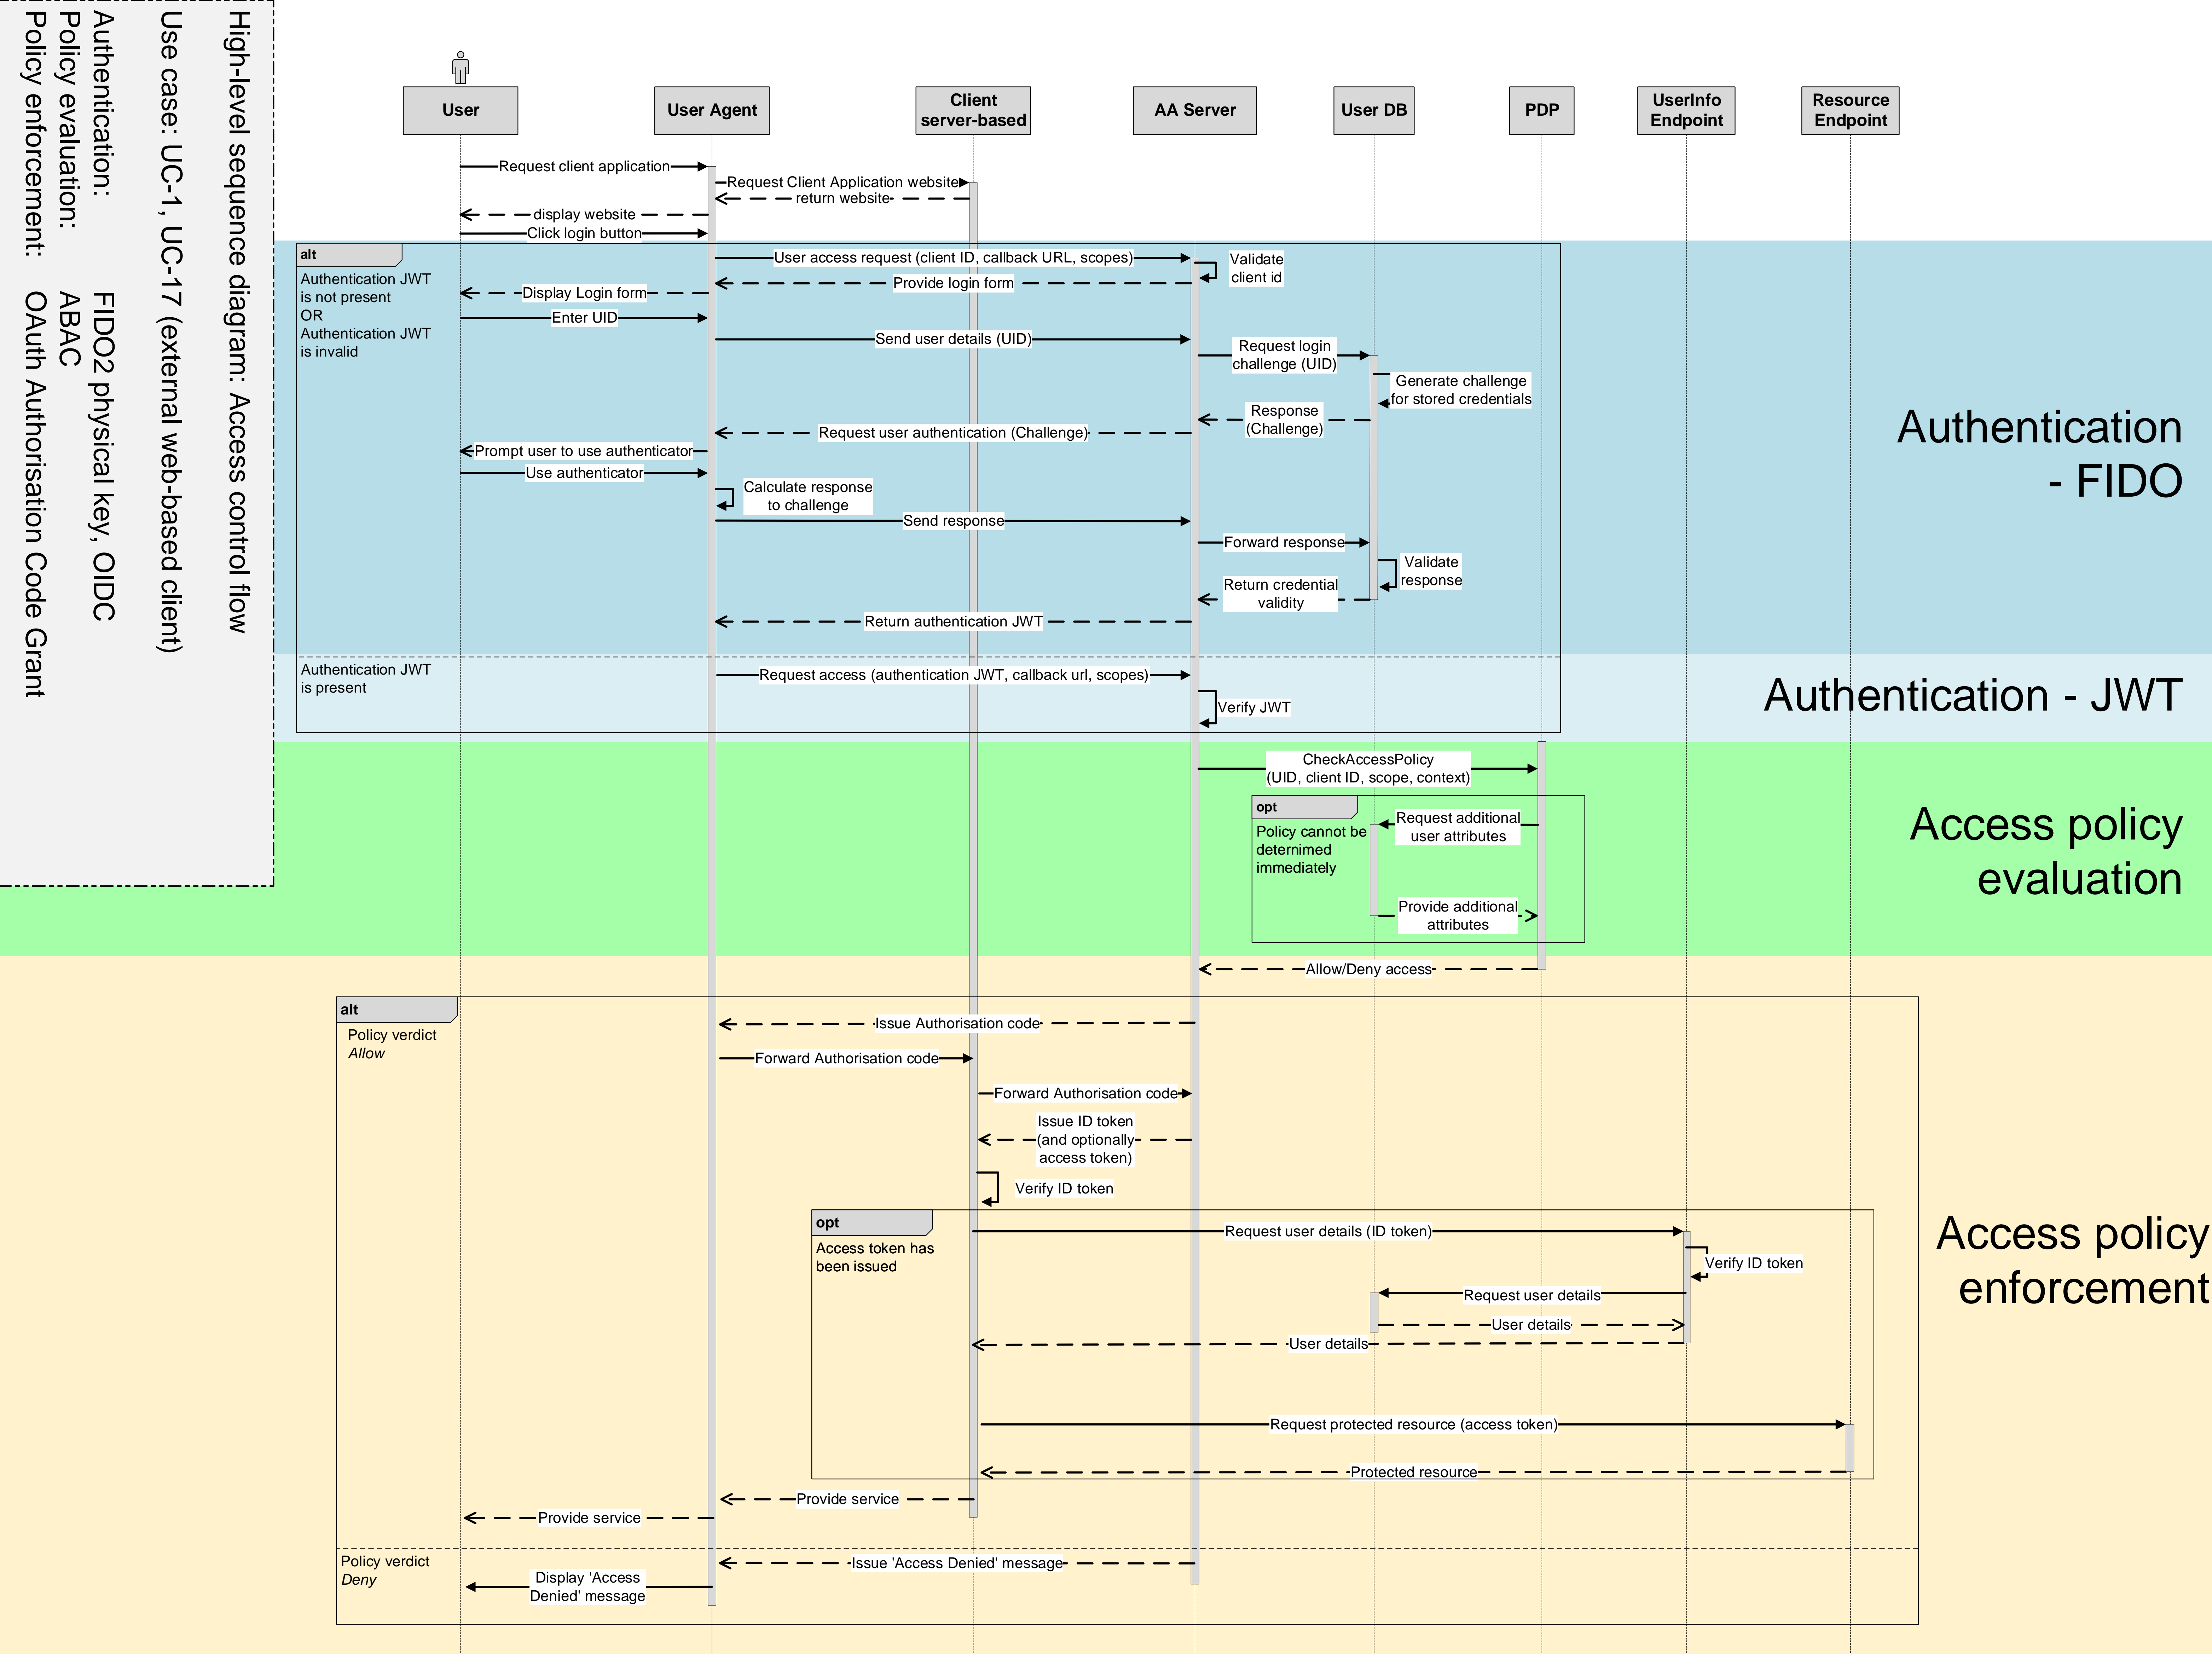 High-level sequence diagram: Access control flow
Use case: UC-1, UC-17 (external web-based client)
Authentication: FIDO2 physical key, OIDC
Policy evaluation: ABAC
Policy enforcement: OAuth Authorisation Code Grant
User
User Agent
Client
server-based
AA Server
User DB
PDP
UserInfo
Endpoint
Resource
Endpoint
Request client application
Request Client Application website
return website
display website
Click login button
alt
Authentication JWT
is not present
OR
Authentication JWT
is invalid
User access request (client ID, callback URL, scopes)
Validate
client id
Provide login form
Display Login form
Enter UID
Send user details (UID)
Request login
challenge (UID)
Generate challenge
for stored credentials
Response
(Challenge)
Request user authentication (Challenge)
Prompt user to use authenticator
Use authenticator
Calculate response
to challenge
Send response
Forward response
Validate
response
Return credential
validity
Return authentication JWT
Authentication
- FIDO
Authentication JWT
is present
Request access (authentication JWT, callback url, scopes)
Verify JWT
Authentication - JWT
CheckAccessPolicy
(UID, client ID, scope, context)
opt
Policy cannot be
deternimed
immediately
Request additional
user attributes
Provide additional
attributes
Access policy
evaluation
Allow/Deny access
alt
Policy verdict
Allow
Issue Authorisation code
Forward Authorisation code
Forward Authorisation code
Issue ID token
(and optionally
access token)
Verify ID token
opt
Access token has
been issued
Request user details (ID token)
Verify ID token
Request user details
User details
User details
Request protected resource (access token)
Protected resource
Provide service
Provide service
Access policy
enforcement
Policy verdict
Deny
Issue 'Access Denied' message
Display 'Access
Denied' message